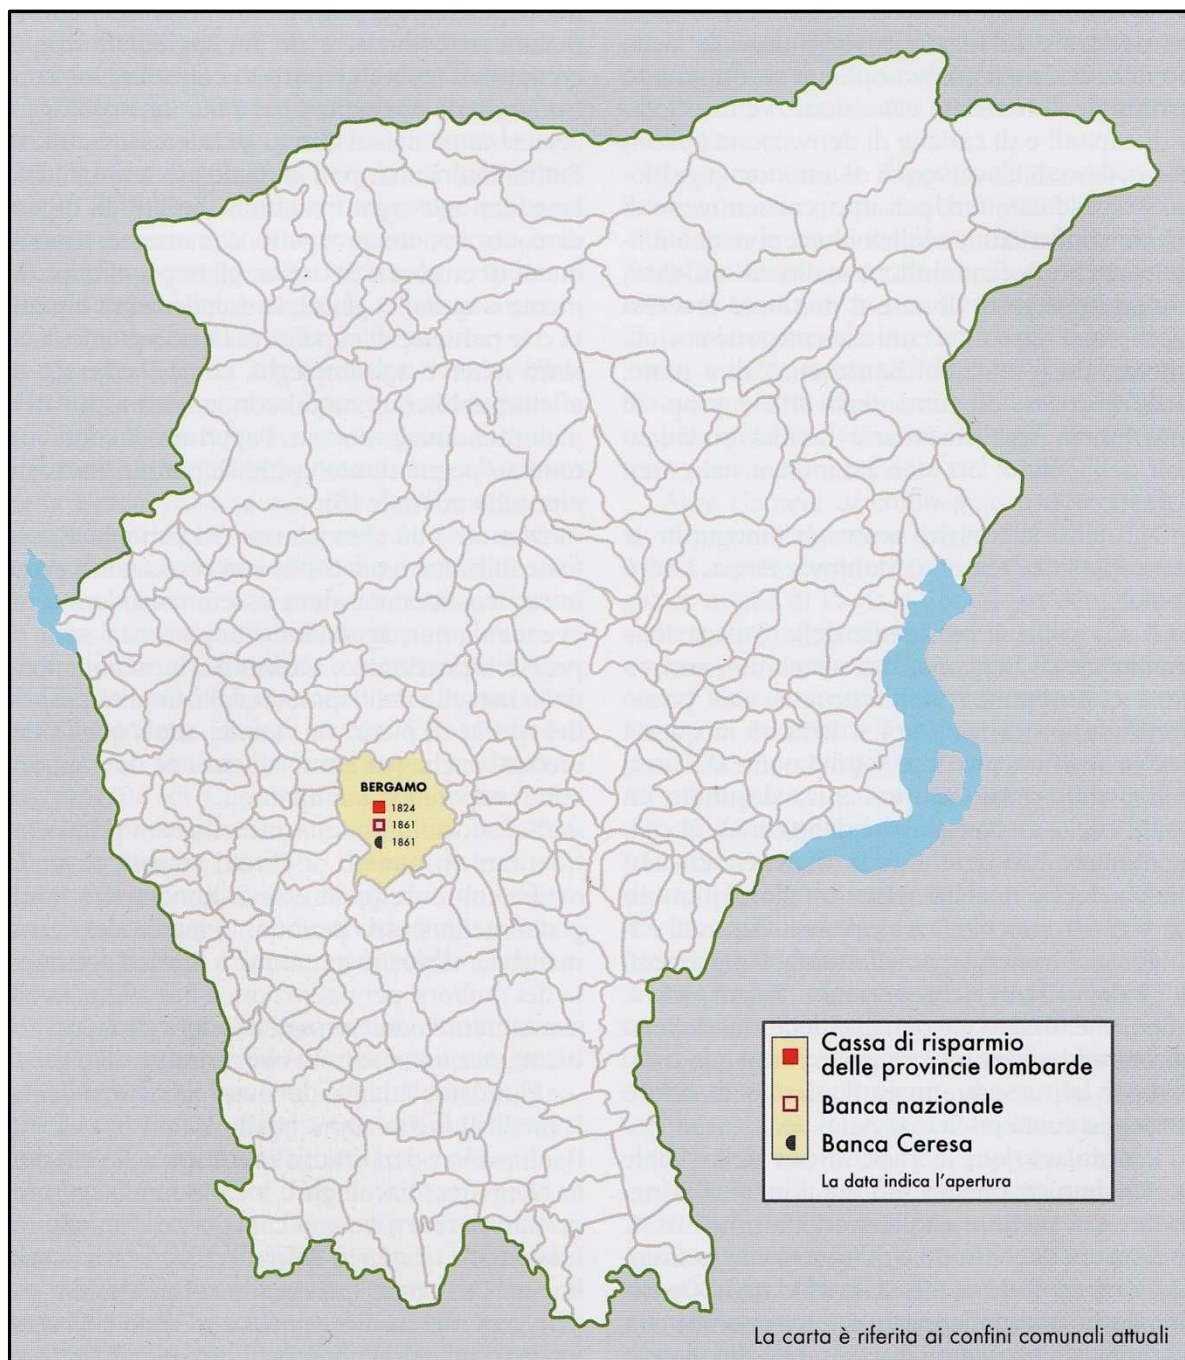 BERGAMO
1824
1861
1861
Cassa di risparmio
delle provincie lombarde
Banca nazionale
Banca Ceresa
La data indica l'apertura
La carta è riferita ai confini comunali attuali